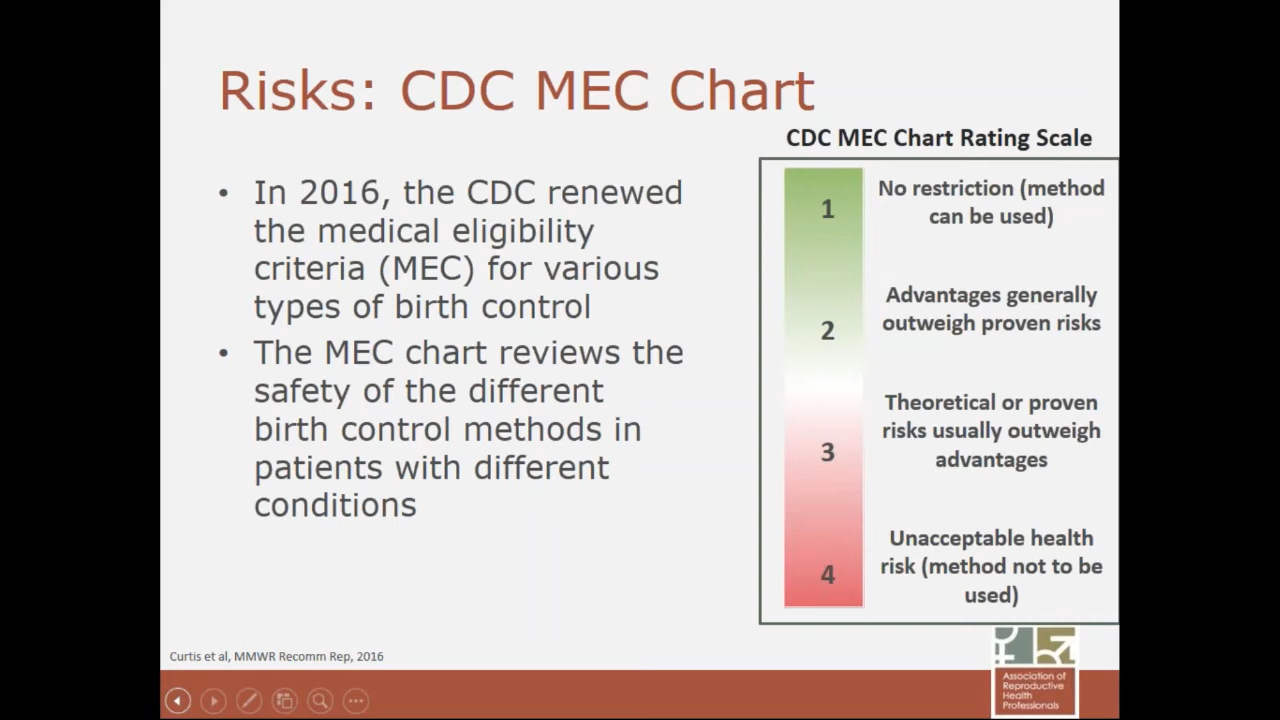 Risks: CDC MEC Chart
• In 2016, the CDC renewed
the medical eligibility
criteria (MEC) for various
types of birth control
• The MEC chart reviews the
safety of the different
birth control methods in
patients with different
conditions
CDC MEC Chart Rating Scale
1
No restriction (method
can be used)
2
Advantages generally
outweigh proven risks
3
Theoretical or proven
risks usually outweigh
advantages
4
Unacceptable health
risk (method not to be
used)
Curtis et al, MMWR Recomm Rep, 2016
Association of
Reproductive
Health
Professionals